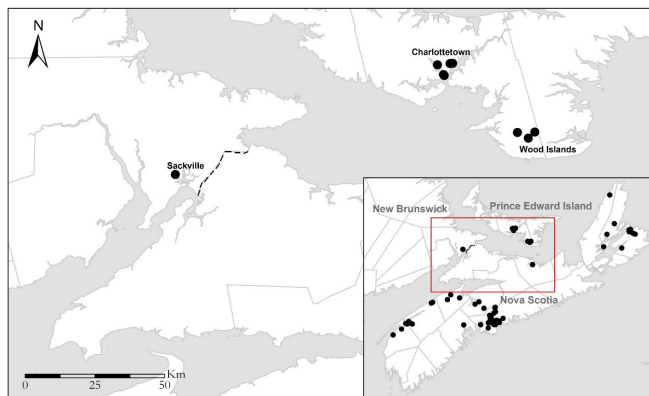 N
Charlottetown
Wood Islands
Sackville
Prince Edward Island
New Brunswick
Nova Scotia
Km
0 25 50